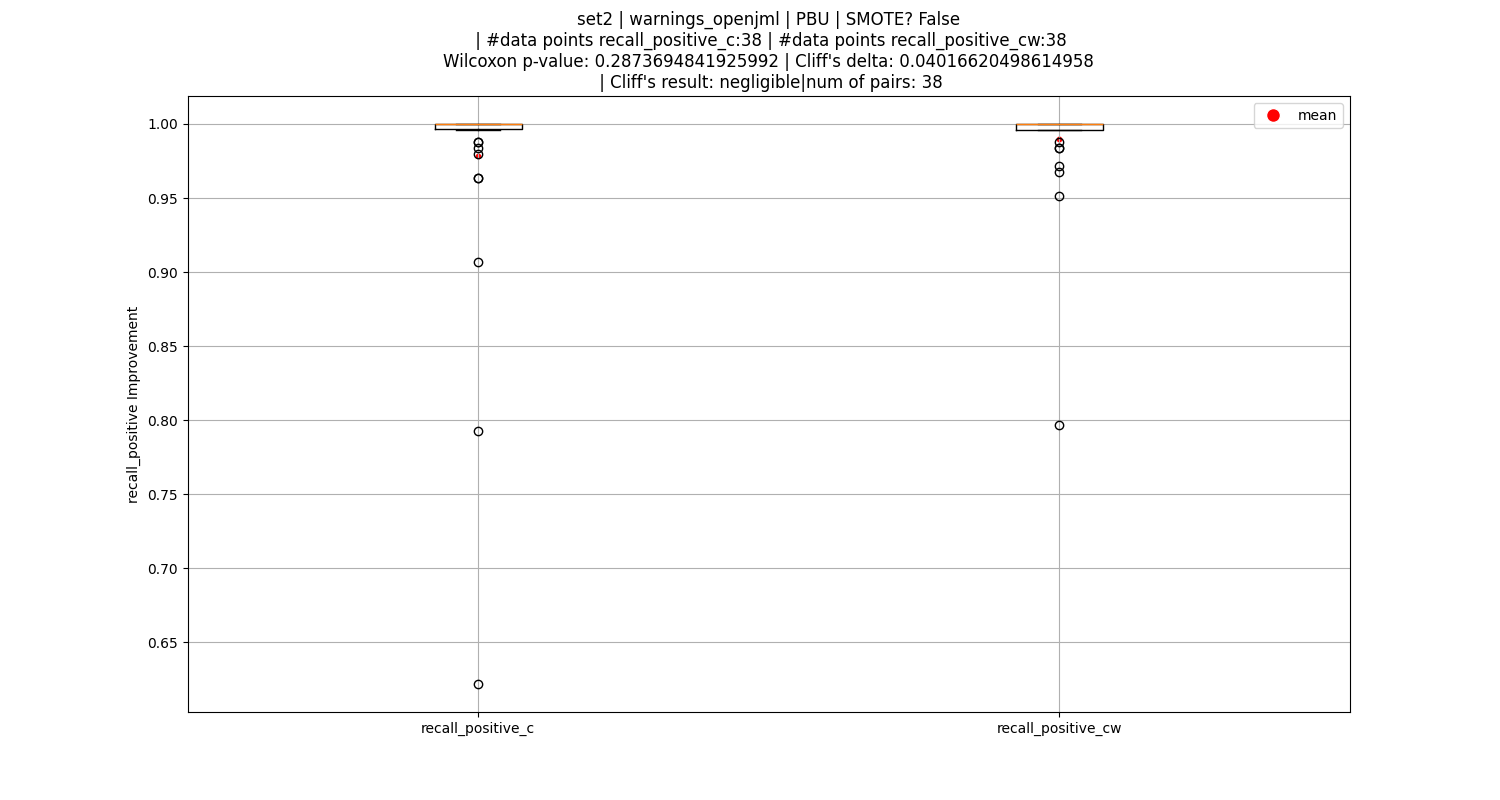 set2 | warnings_openjml | PBU | SMOTE? False
| #data points recall_positive_c:38 | #data points recall_positive_cw:38
Wilcoxon p-value: 0.2873694841925992 | Cliff's delta: 0.04016620498614958
| Cliff's result: negligible|num of pairs: 38
mean
1.00
0.95
0.90
0.85
0.80
0.75
0.70
0.65
recall_positive Improvement
recall_positive_c
recall_positive_cw